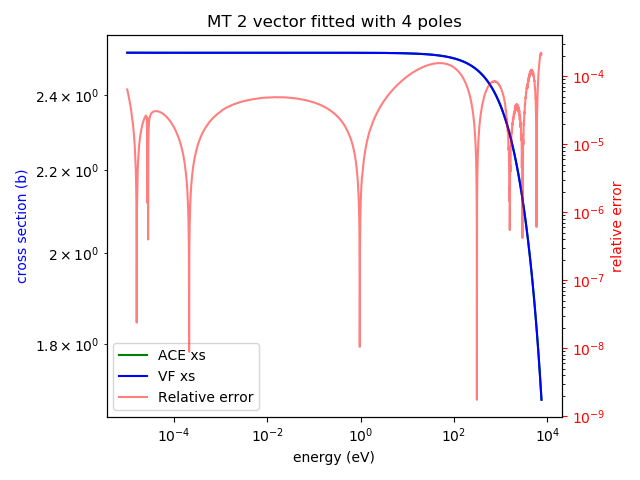 MT 2 vector fitted with 4 poles
2.4 × 10⁰
2.2 × 10⁰
2 × 10⁰
1.8 × 10⁰
cross section (b)
10⁻⁴
10⁻⁵
10⁻⁶
10⁻⁷
10⁻⁸
10⁻⁹
relative error
ACE xs
VF xs
Relative error
10⁻⁴
10⁻²
10⁰
10²
10⁴
energy (eV)